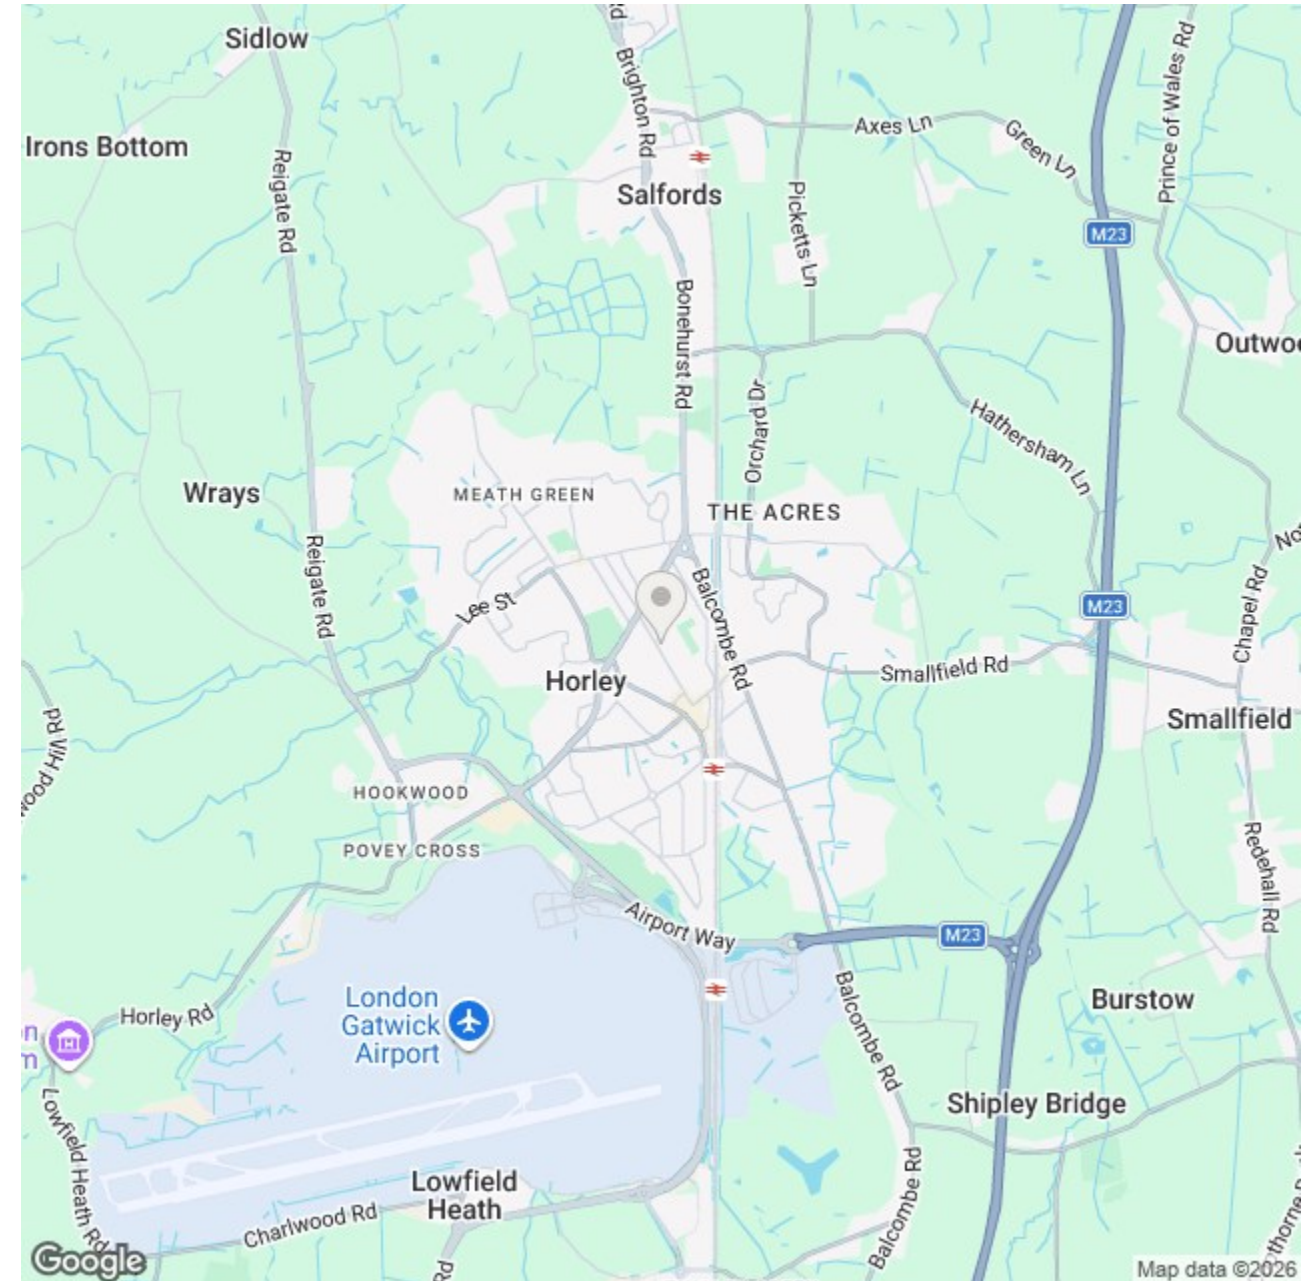 Sidlow
Brighton Rd
Irons Bottom
Reigate Rd
Salfords
Axes Ln
Green Ln
Prince of Wales Rd
Picketts Ln
M23
Bonehurst Rd
Outwoo
Orchard Dr
Hathersham Ln
Wrays
MEATH GREEN
THE ACRES
Reigate Rd
Lee St
Balcombe Rd
M23
Chapel Rd
Horley
Smallfield Rd
Smallfield
HOOKWOOD
POVEY CROSS
Redehall Rd
Airport Way
M23
Horley Rd
London
Gatwick
Airport
Balcombe Rd
Burstow
Shipley Bridge
Lowfield Heath Rd
Lowfield
Heath
Charlwood Rd
Balcombe Rd
Google
Map data ©2026